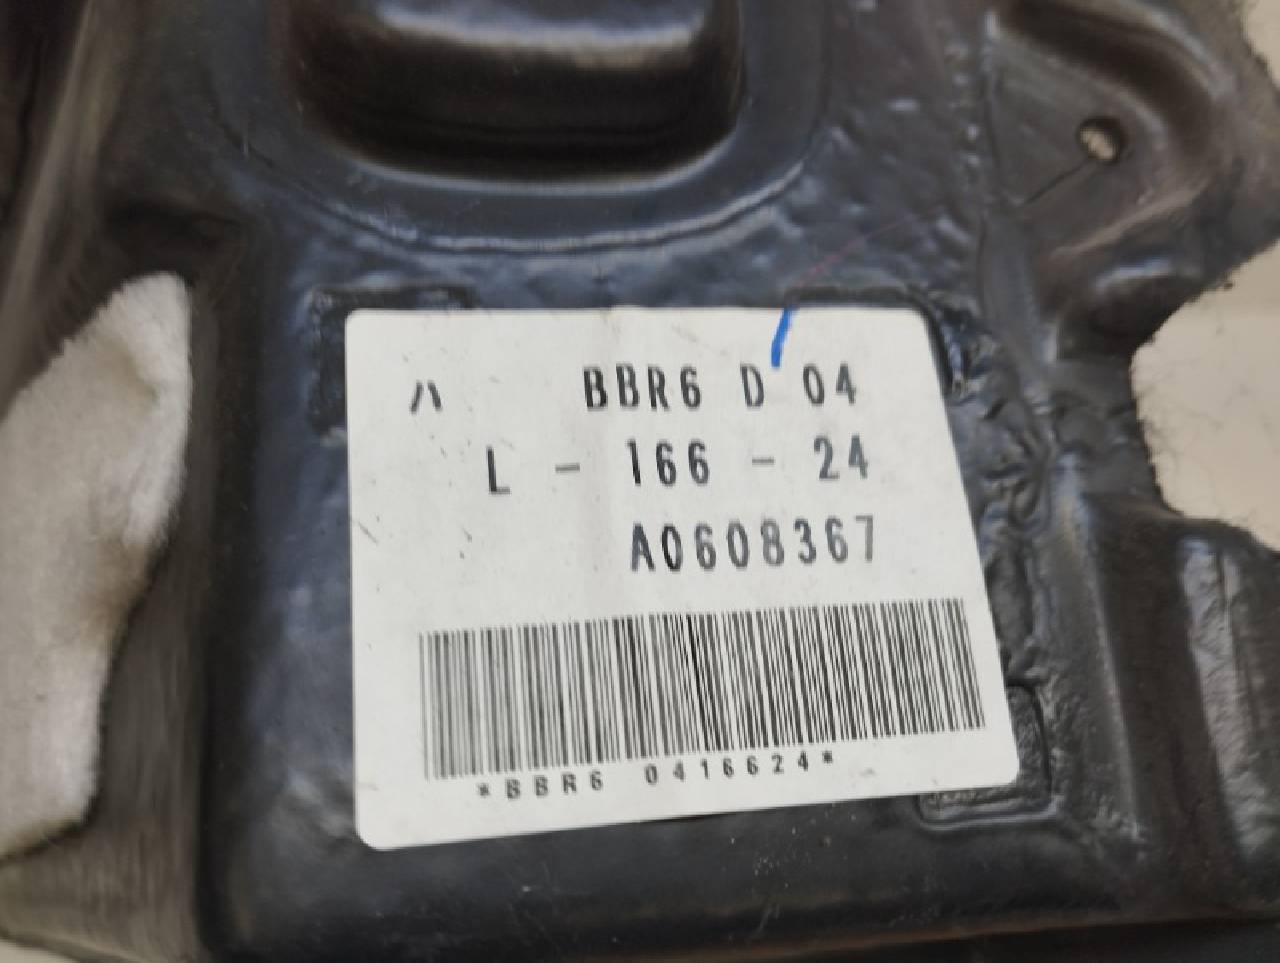 ハ BBR6 D 04
L - 166 - 24
A0608367
*BBR6 0416624*